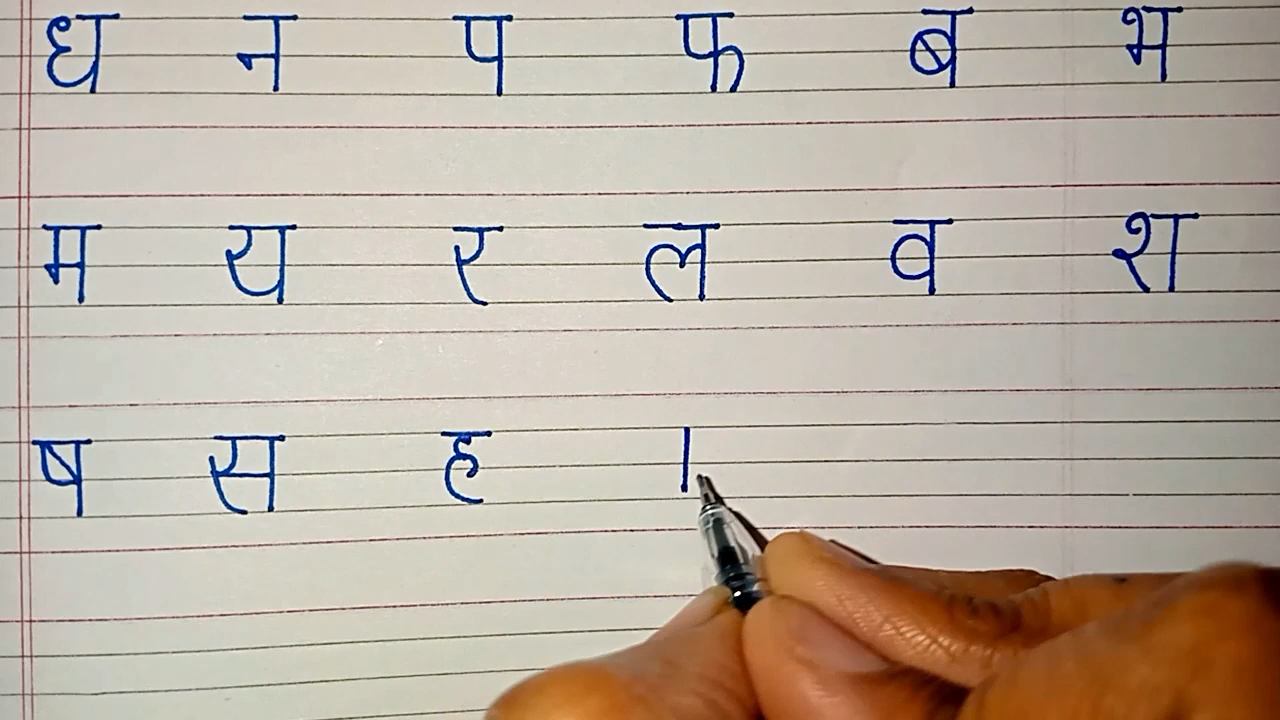 ध न प फ ब भ
म य र ल व श
ष स ह